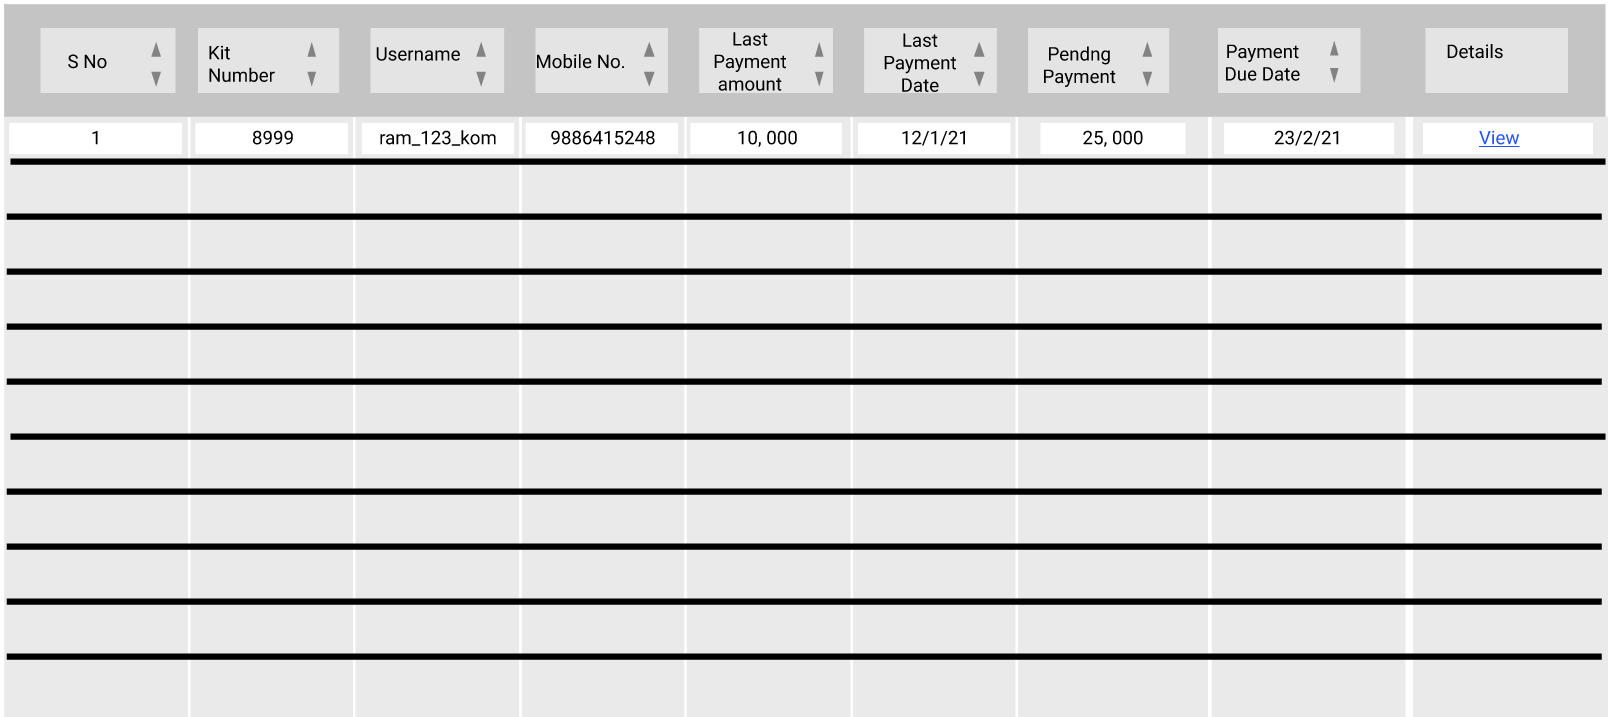 S No
Kit
Number
Username
Mobile No.
Last
Payment
amount
Last
Payment
Date
Pendng
Payment
Payment
Due Date
Details
1
8999
ram_123_kom
9886415248
10, 000
12/1/21
25, 000
23/2/21
View